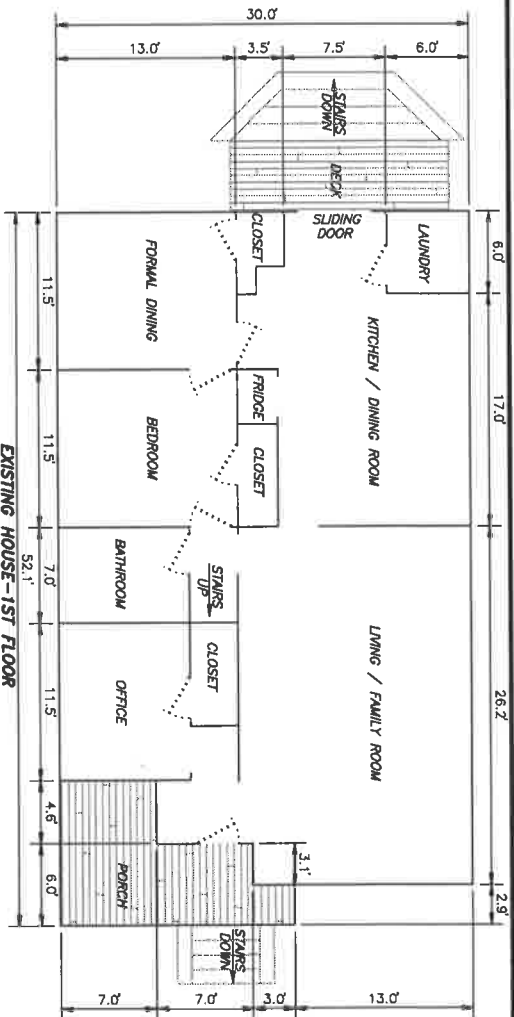 6.0'
17.0'
26.2'
2.9'
30.0'
6.0'
7.5'
3.5'
13.0'
LAUNDRY
SLIDING
DOOR
STAIRS
DOWN
DECK
KITCHEN / DINING ROOM
LIVING / FAMILY ROOM
3.1'
13.0'
3.0'
7.0'
7.0'
CLOSET
FRIDGE
CLOSET
STAIRS
UP
CLOSET
STAIRS
DOWN
FORMAL DINING
BEDROOM
BATHROOM
OFFICE
PORCH
11.5'
11.5'
7.0'
11.5'
4.6'
6.0'
52.1'
EXISTING HOUSE-1ST FLOOR